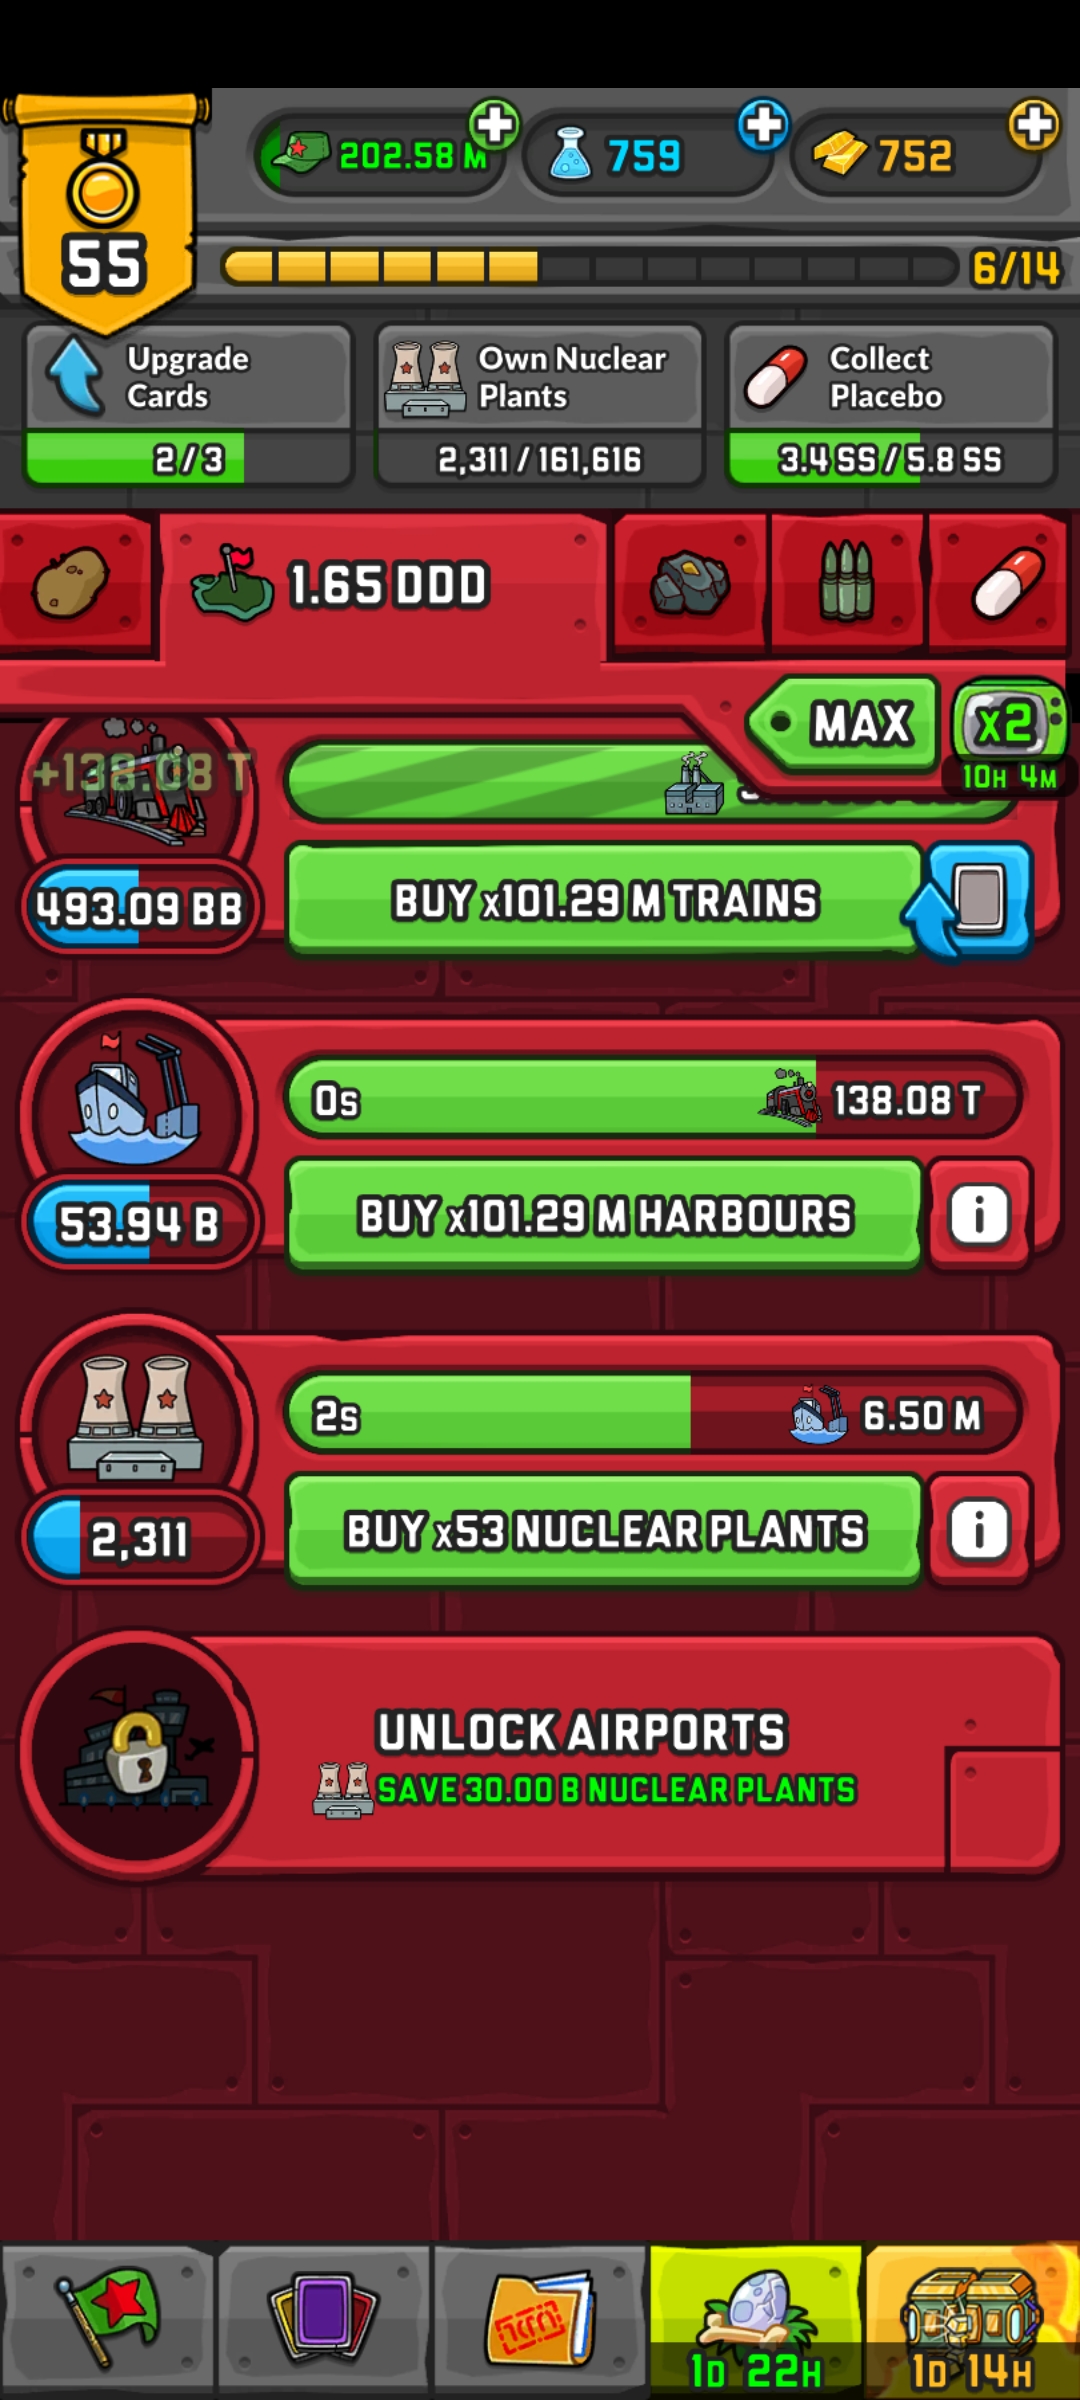 55
202.58 M
759
752
6/14
Upgrade
Cards
2/3
Own Nuclear
Plants
2,311/161,616
Collect
Placebo
3.4 SS/5.8 SS
1.65 DDD
MAX
x2
10H 4M
+138.08 T
493.09 BB
BUY x101.29 M TRAINS
0s
138.08 T
53.94 B
BUY x101.29 M HARBOURS
i
2s
6.50 M
2,311
BUY x53 NUCLEAR PLANTS
i
UNLOCK AIRPORTS
SAVE 30.00 B NUCLEAR PLANTS
1D 22H
1D 14H